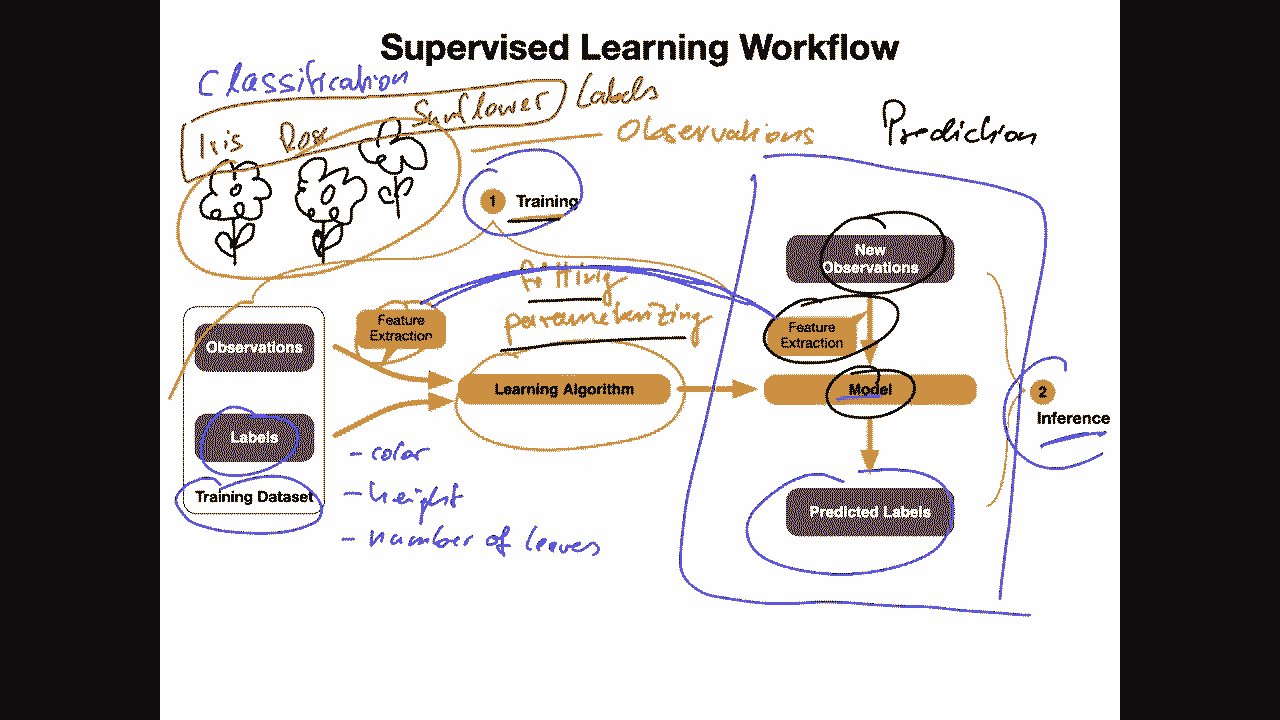 Supervised Learning Workflow
Classification
Iris Rose Sunflower Labels
Observations
Prediction
1 Training
New
Observations
fitting
parameterizing
Feature
Extraction
Feature
Extraction
Observations
Learning Algorithm
Model
2
Inference
Labels
- color
Training Dataset
- height
Predicted Labels
- number of leaves